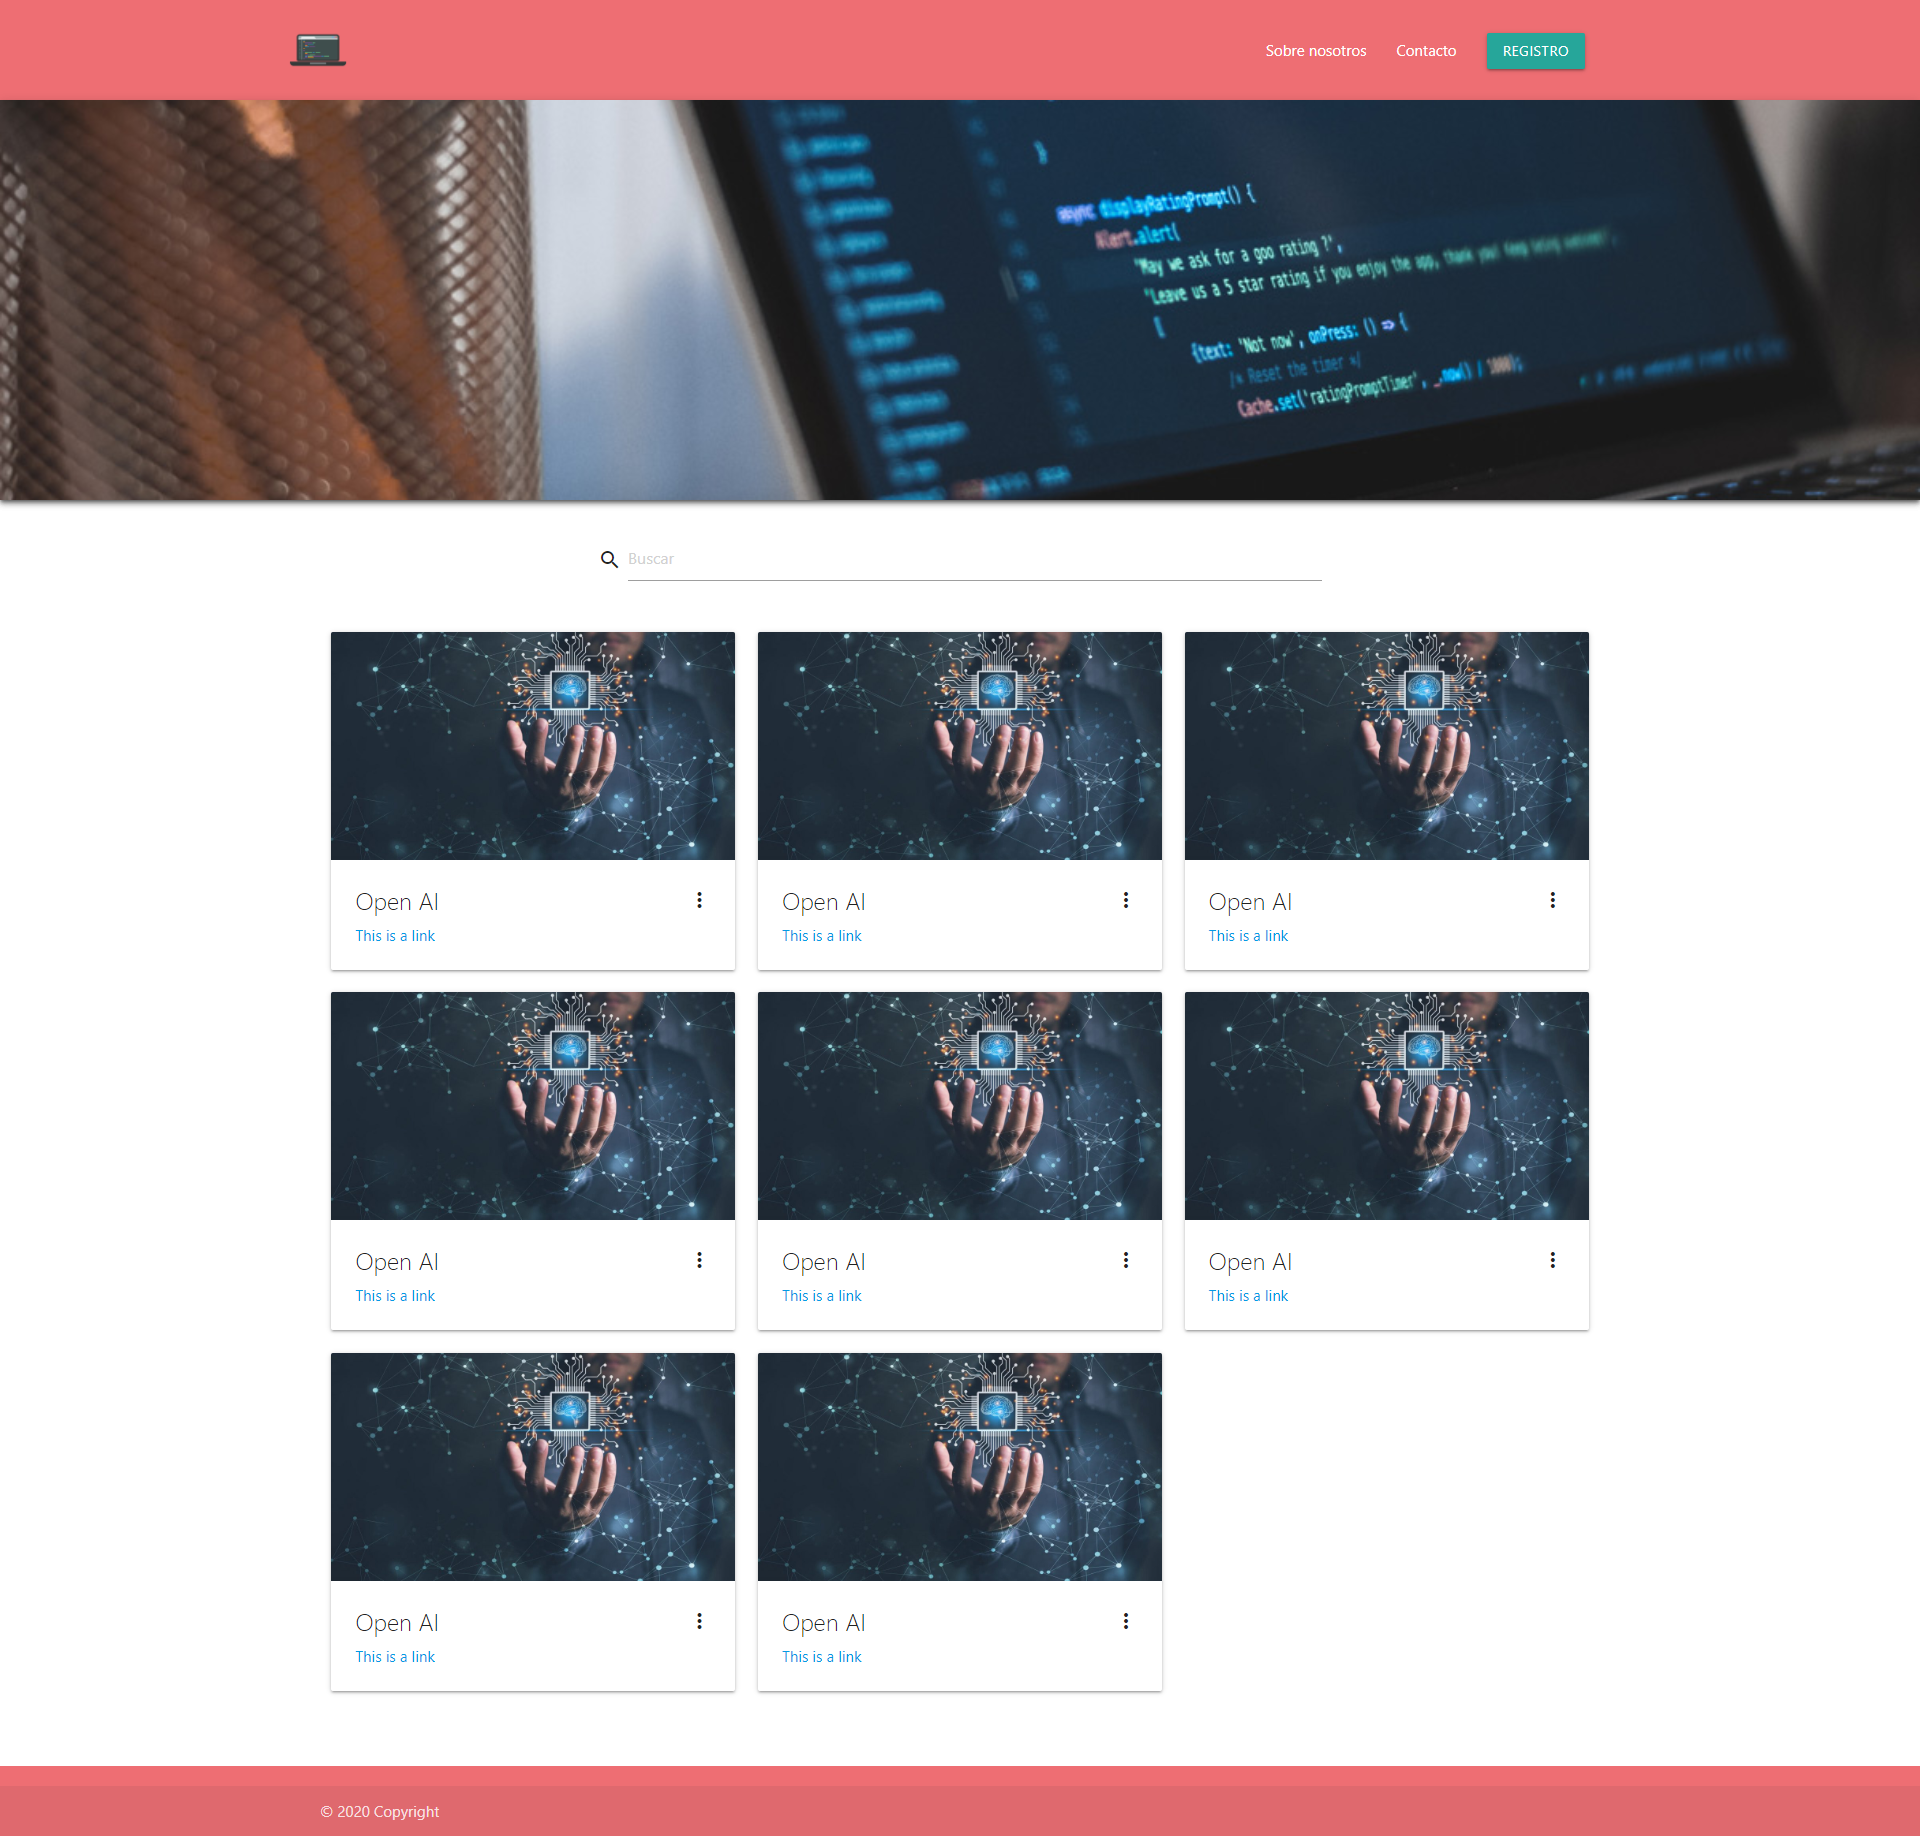 Sobre nosotros Contacto REGISTRO
}
async displayRatingPrompt() {
Alert.alert(
'May we ask for a goo rating ?',
'Leave us a 5 star rating if you enjoy the app, thank you!
[
{text: 'Not now', onPress: () => {
/* Reset the timer */
Cache.set('ratingPromptTimer', _.now() / 1000);
Buscar
Open AI
This is a link
Open AI
This is a link
Open AI
This is a link
Open AI
This is a link
Open AI
This is a link
Open AI
This is a link
Open AI
This is a link
Open AI
This is a link
© 2020 Copyright